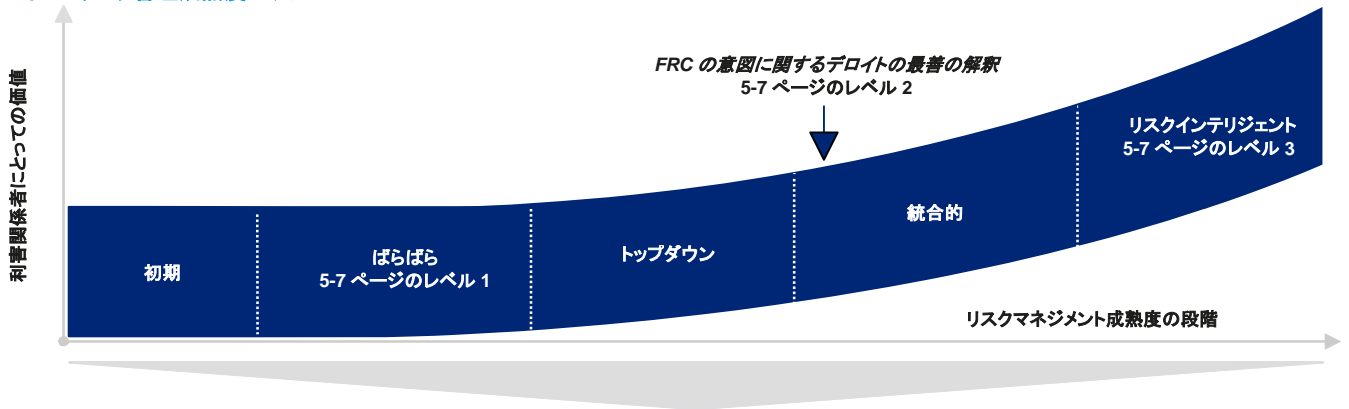 利害関係者にとっての価値
FRC の意図に関するデロイトの最善の解釈
5-7 ページのレベル 2
リスクインテリジェント
5-7 ページのレベル 3
統合的
トップダウン
ばらばら
5-7 ページのレベル 1
初期
リスクマネジメント成熟度の段階